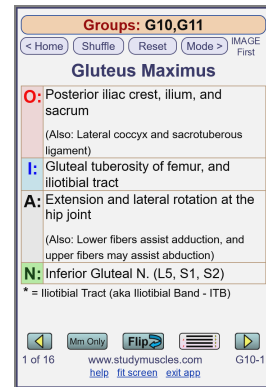 Groups: G10,G11
< Home Shuffle Reset Mode > IMAGE First
Gluteus Maximus
O: Posterior iliac crest, ilium, and
sacrum
(Also: Lateral coccyx and sacrotuberous
ligament)
I: Gluteal tuberosity of femur, and
iliotibial tract
A: Extension and lateral rotation at the
hip joint
(Also: Lower fibers assist adduction, and
upper fibers may assist abduction)
N: Inferior Gluteal N. (L5, S1, S2)
* = Iliotibial Tract (aka Iliotibial Band - ITB)
Mm Only Flip
1 of 16 www.studymuscles.com G10-1
help fit screen exit app